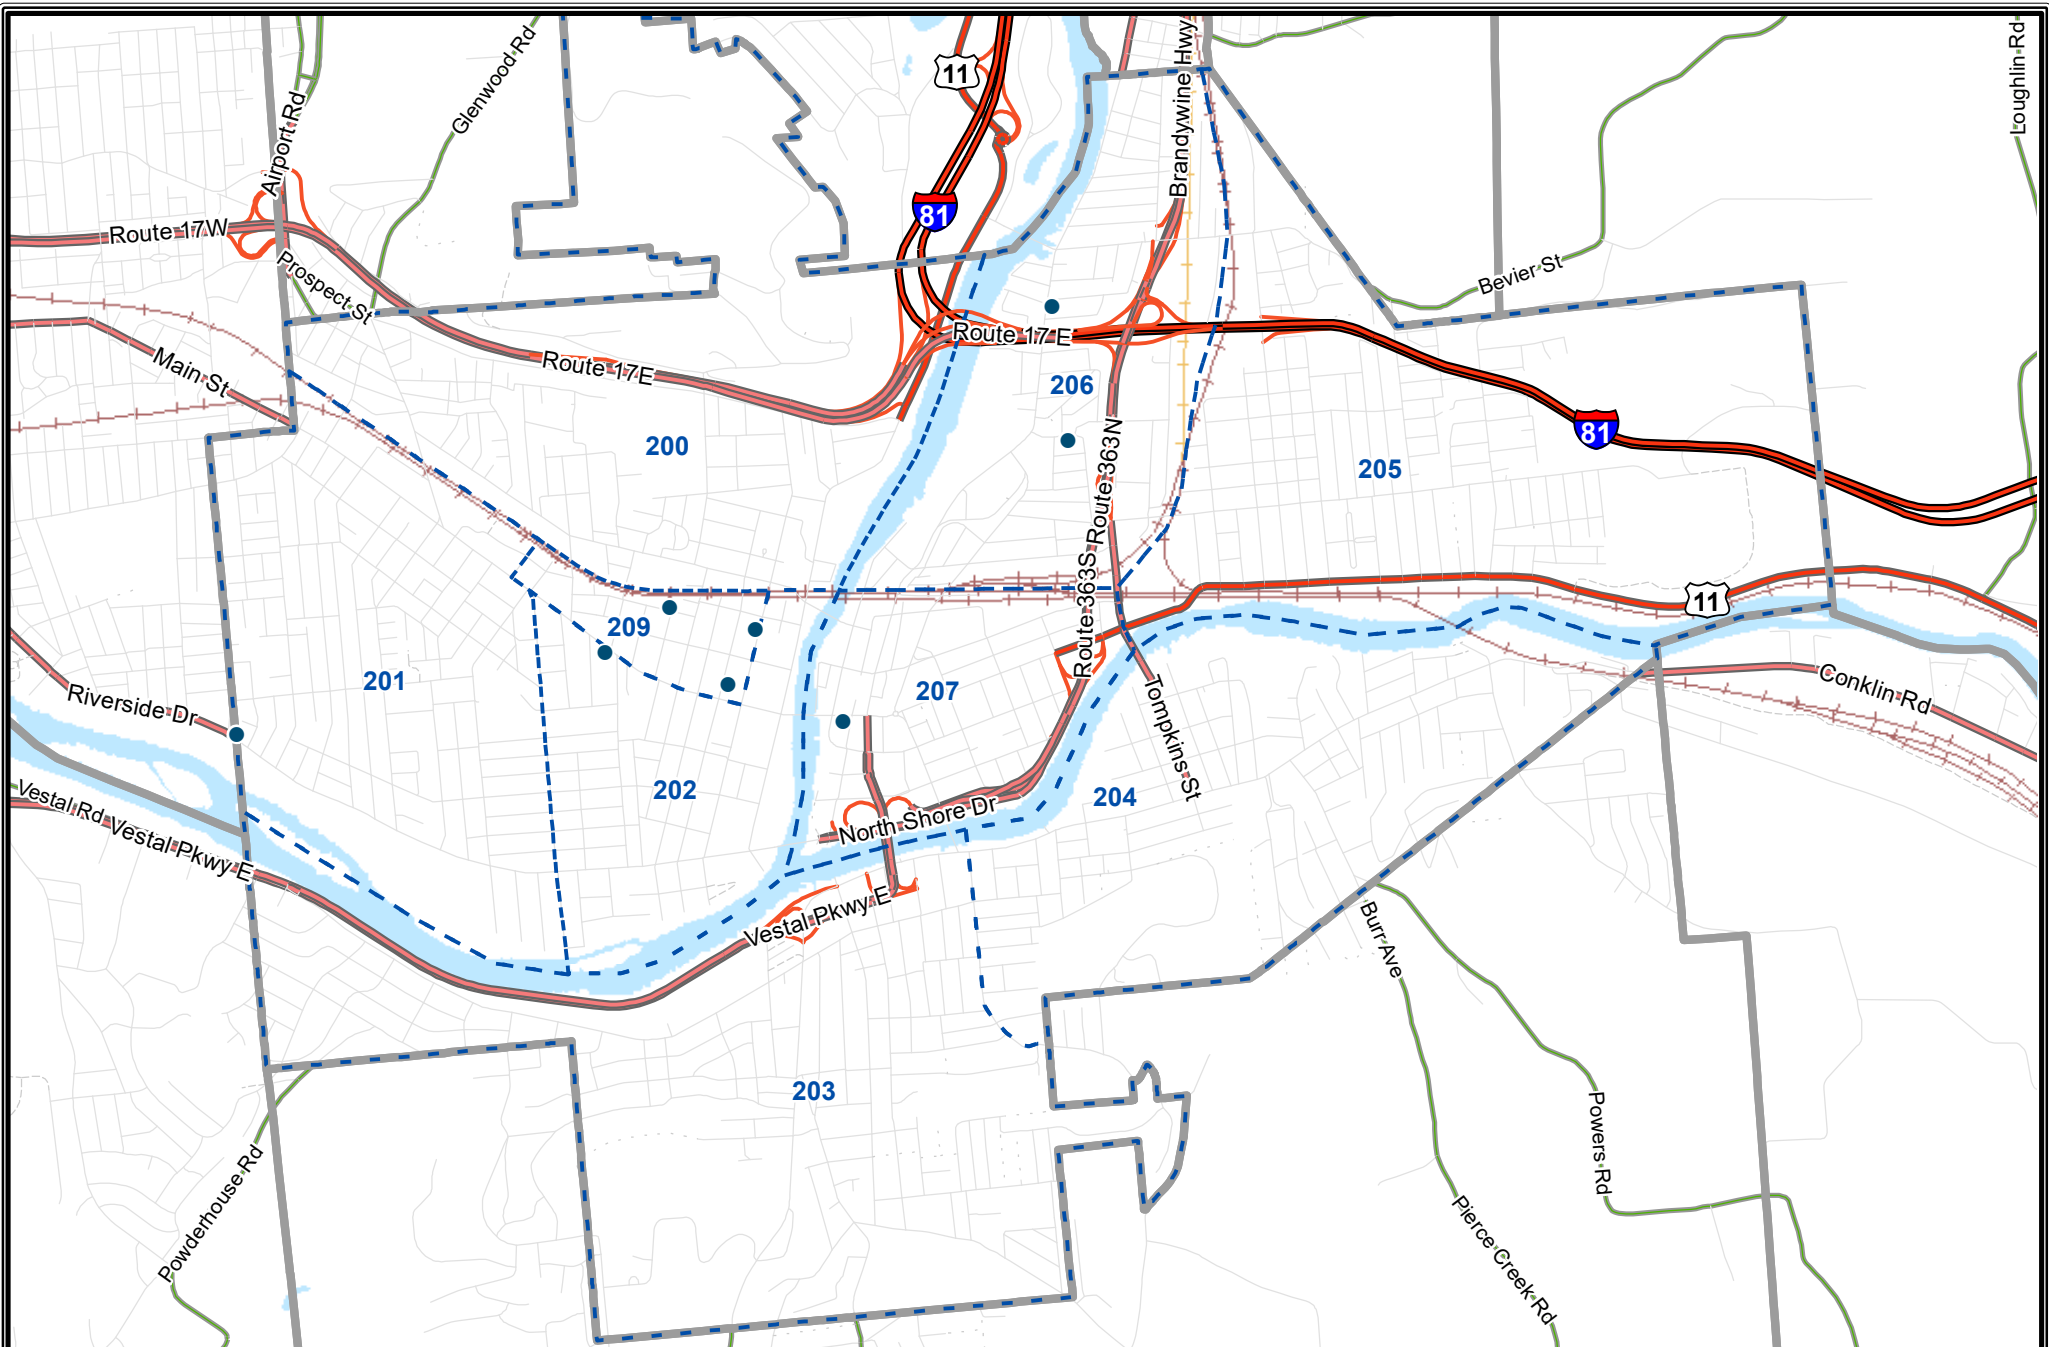 Glenwood Rd
11
Brandywine Hwy
Loughlin Rd
Airport Rd
Route 17W
81
Prospect St
Bevier St
Main St
Route 17E
Route 17 E
206
200
81
205
Route 363N
Route 363S
11
209
201
207
Riverside Dr
Conklin Rd
Tompkins St
202
204
Vestal Rd
Vestal Pkwy E
North Shore Dr
Vestal Pkwy E
Burr Ave
203
Powders Rd
Powderhouse Rd
Pierce Creek Rd